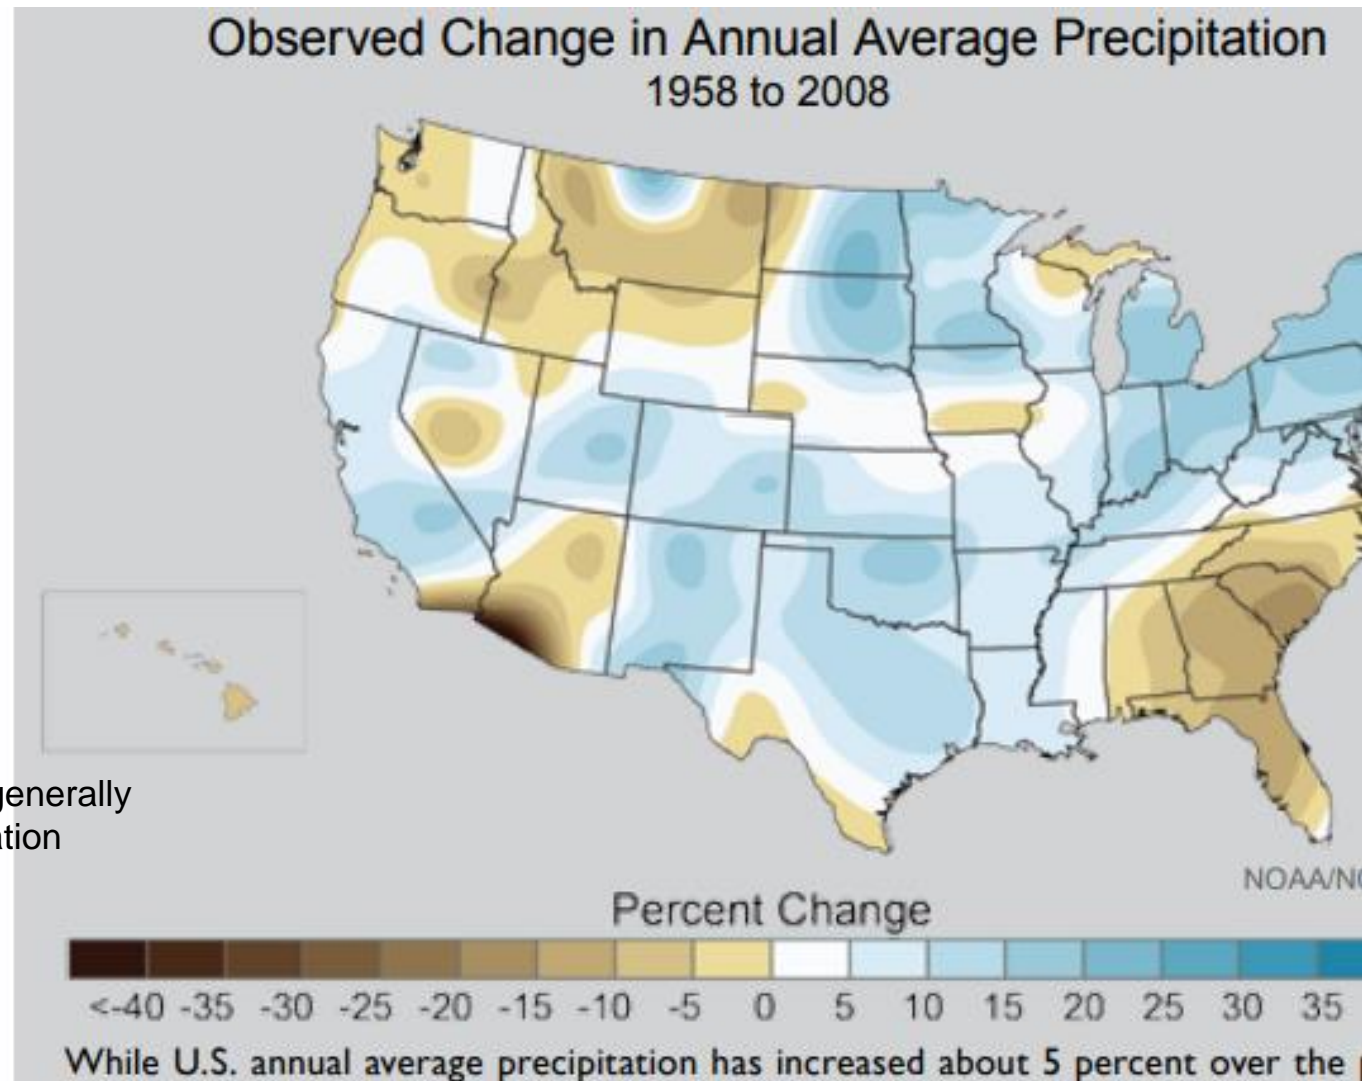 Observed Change in Annual Average Precipitation
1958 to 2008
generally
ation
NOAA/NC
Percent Change
<-40 -35 -30 -25 -20 -15 -10 -5 0 5 10 15 20 25 30 35
While U.S. annual average precipitation has increased about 5 percent over the